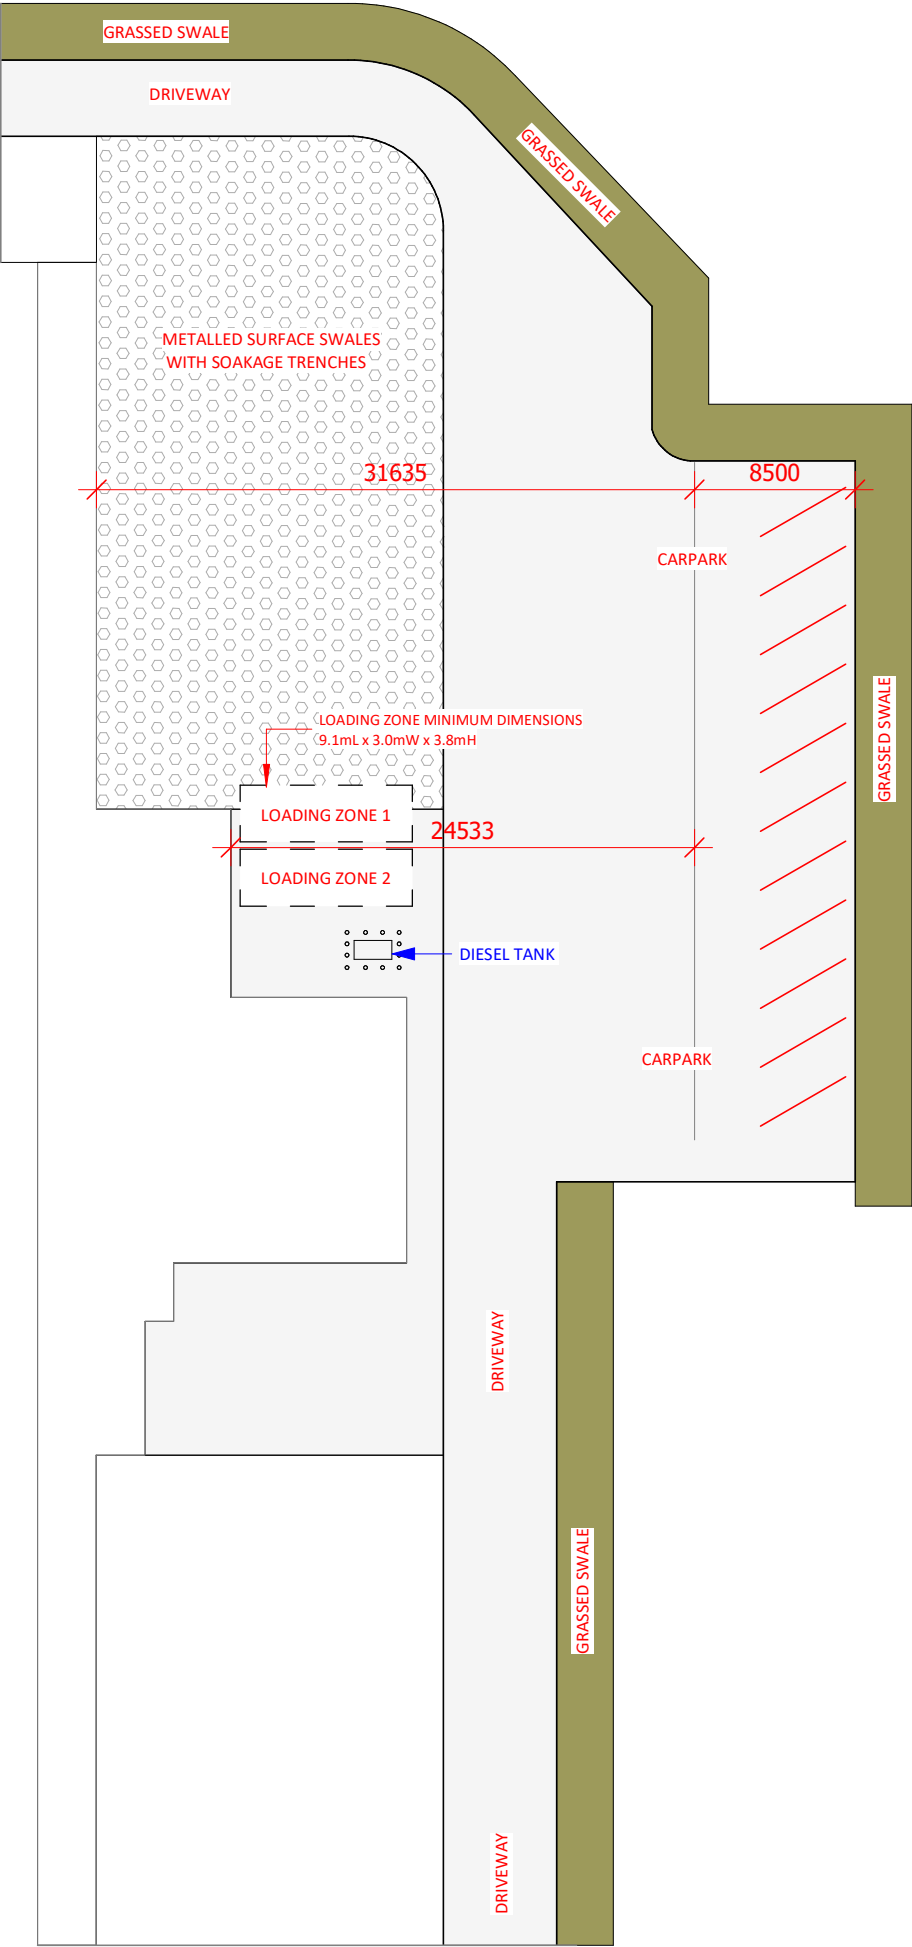 GRASSED SWALE
DRIVEWAY
GRASSED SWALE
METALLED SURFACE SWALES
WITH SOAKAGE TRENCHES
31635
8500
CARPARK
GRASSED SWALE
LOADING ZONE MINIMUM DIMENSIONS
9.1mL x 3.0mW x 3.8mH
LOADING ZONE 1
24533
LOADING ZONE 2
DIESEL TANK
CARPARK
DRIVEWAY
GRASSED SWALE
DRIVEWAY